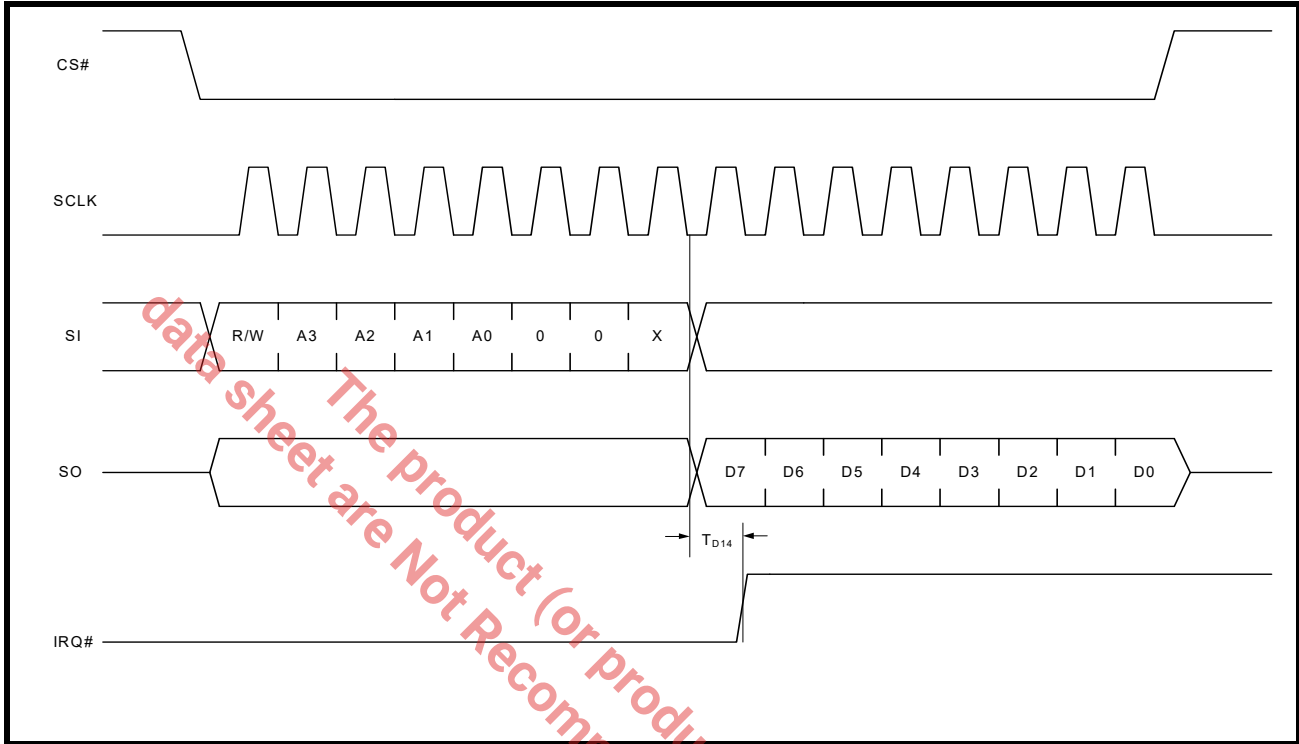 CS#
SCLK
SI R/W A3 A2 A1 A0 0 0 X
SO D7 D6 D5 D4 D3 D2 D1 D0
TD14
IRQ#
The product (or produ
data sheet are Not Recom